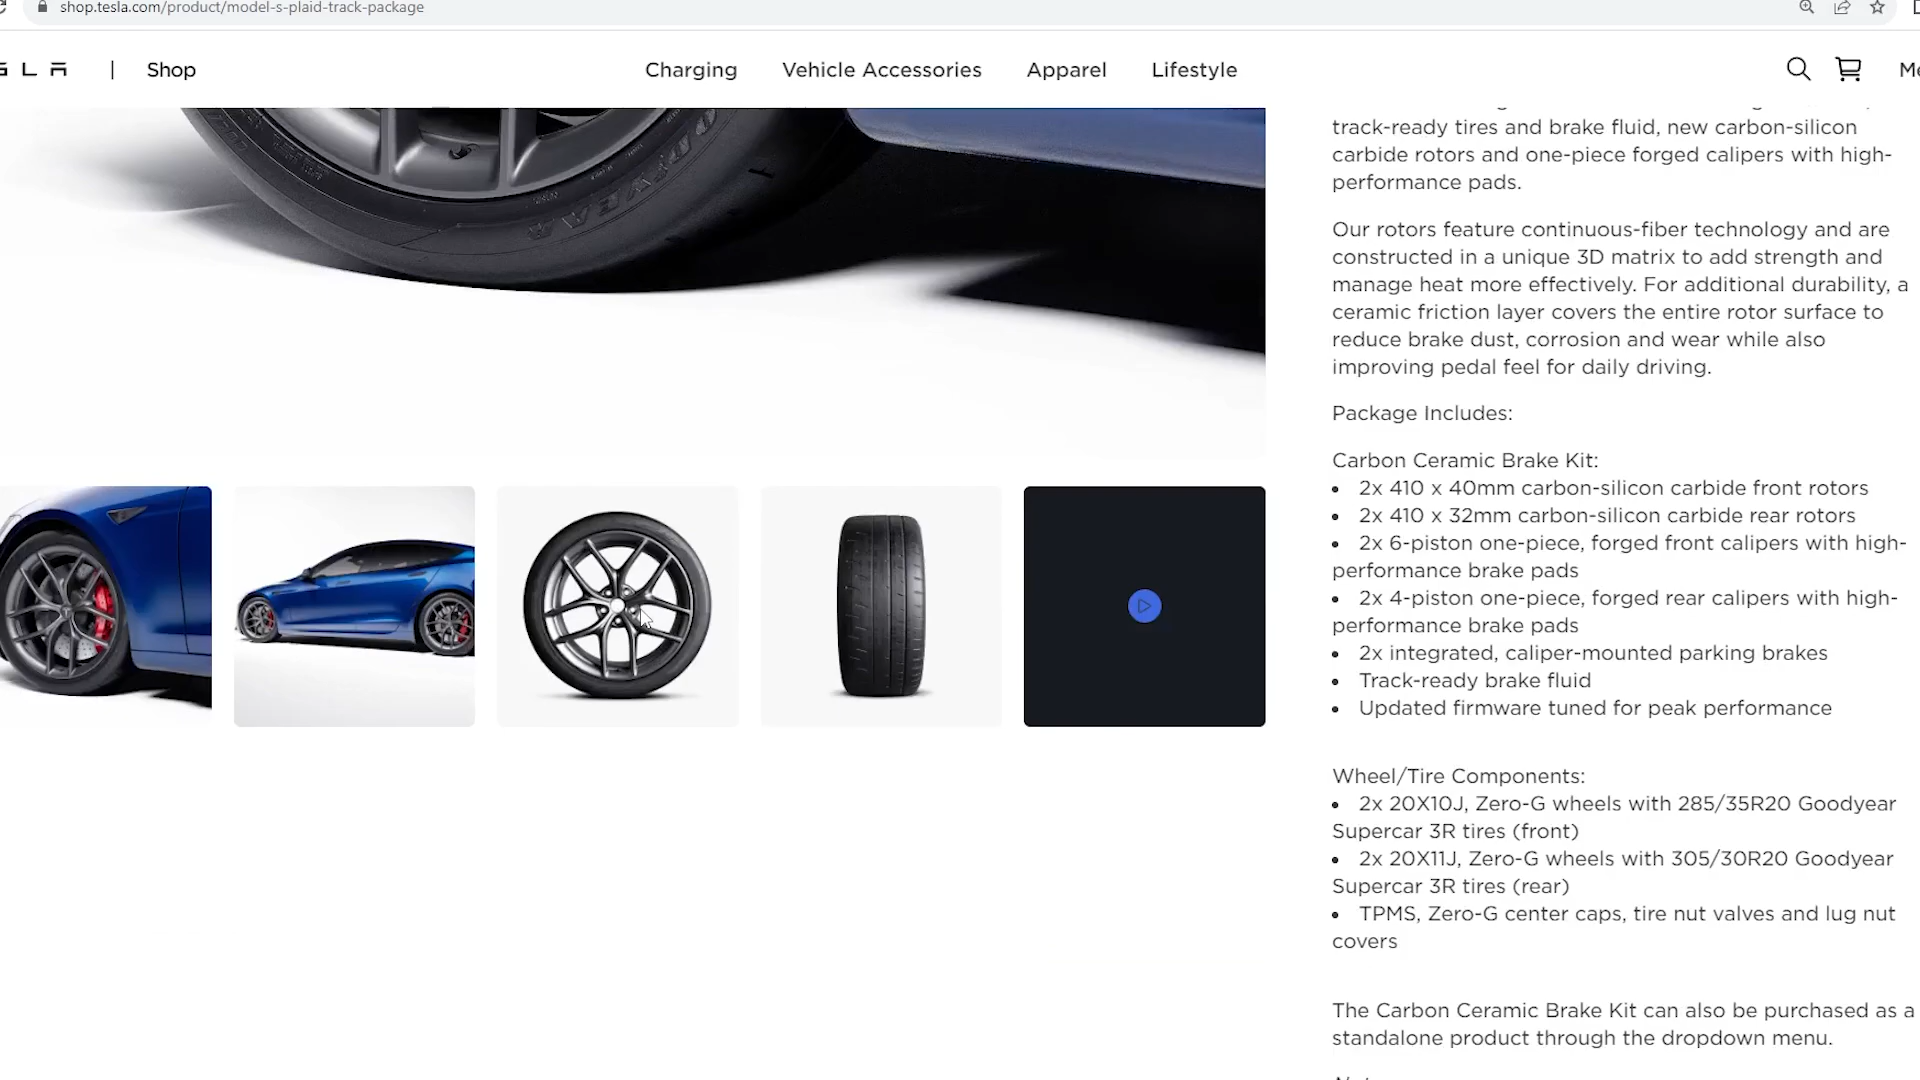 shop.tesla.com/product/model-s-plaid-track-package
SLA | Shop
Charging
Vehicle Accessories
Apparel
Lifestyle
track-ready tires and brake fluid, new carbon-silicon
carbide rotors and one-piece forged calipers with high-
performance pads.
Our rotors feature continuous-fiber technology and are
constructed in a unique 3D matrix to add strength and
manage heat more effectively. For additional durability, a
ceramic friction layer covers the entire rotor surface to
reduce brake dust, corrosion and wear while also
improving pedal feel for daily driving.
Package Includes:
Carbon Ceramic Brake Kit:
• 2x 410 x 40mm carbon-silicon carbide front rotors
• 2x 410 x 32mm carbon-silicon carbide rear rotors
• 2x 6-piston one-piece, forged front calipers with high-
performance brake pads
• 2x 4-piston one-piece, forged rear calipers with high-
performance brake pads
• 2x integrated, caliper-mounted parking brakes
• Track-ready brake fluid
• Updated firmware tuned for peak performance
Wheel/Tire Components:
• 2x 20X10J, Zero-G wheels with 285/35R20 Goodyear
Supercar 3R tires (front)
• 2x 20X11J, Zero-G wheels with 305/30R20 Goodyear
Supercar 3R tires (rear)
• TPMS, Zero-G center caps, tire nut valves and lug nut
covers
The Carbon Ceramic Brake Kit can also be purchased as a
standalone product through the dropdown menu.